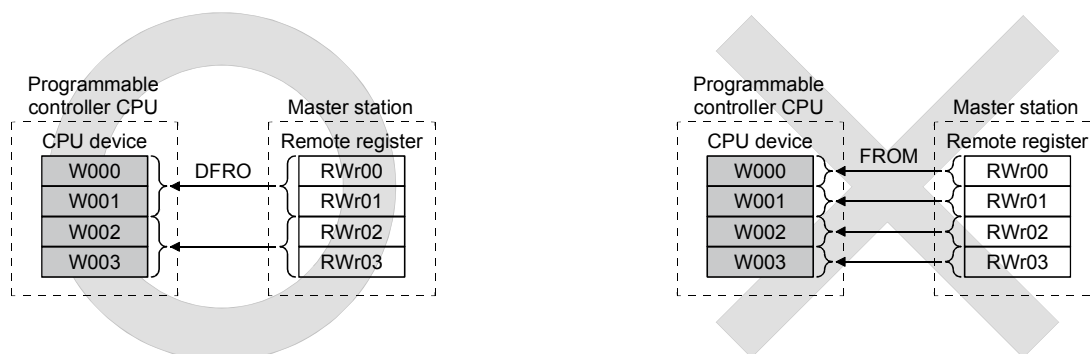 Programmable
controller CPU
Master station
CPU device
Remote register
DFRO
W000
RWr00
W001
RWr01
W002
RWr02
W003
RWr03
Programmable
controller CPU
Master station
CPU device
Remote register
FROM
W000
RWr00
W001
RWr01
W002
RWr02
W003
RWr03